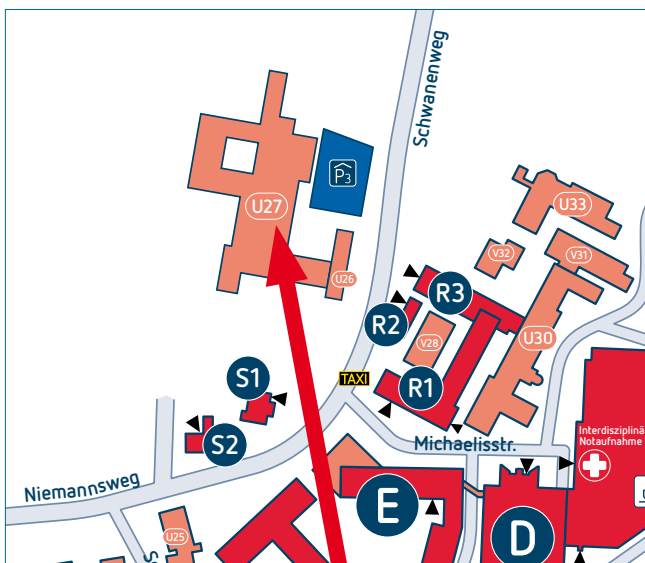 Schwanenweg
P3
U27
U33
V32
V31
U26
R3
R2
U30
V28
TAXI
S1
R1
S2
Michaelisstr.
Interdisziplinä
Notaufnahme
Niemannsweg
E
D
U25